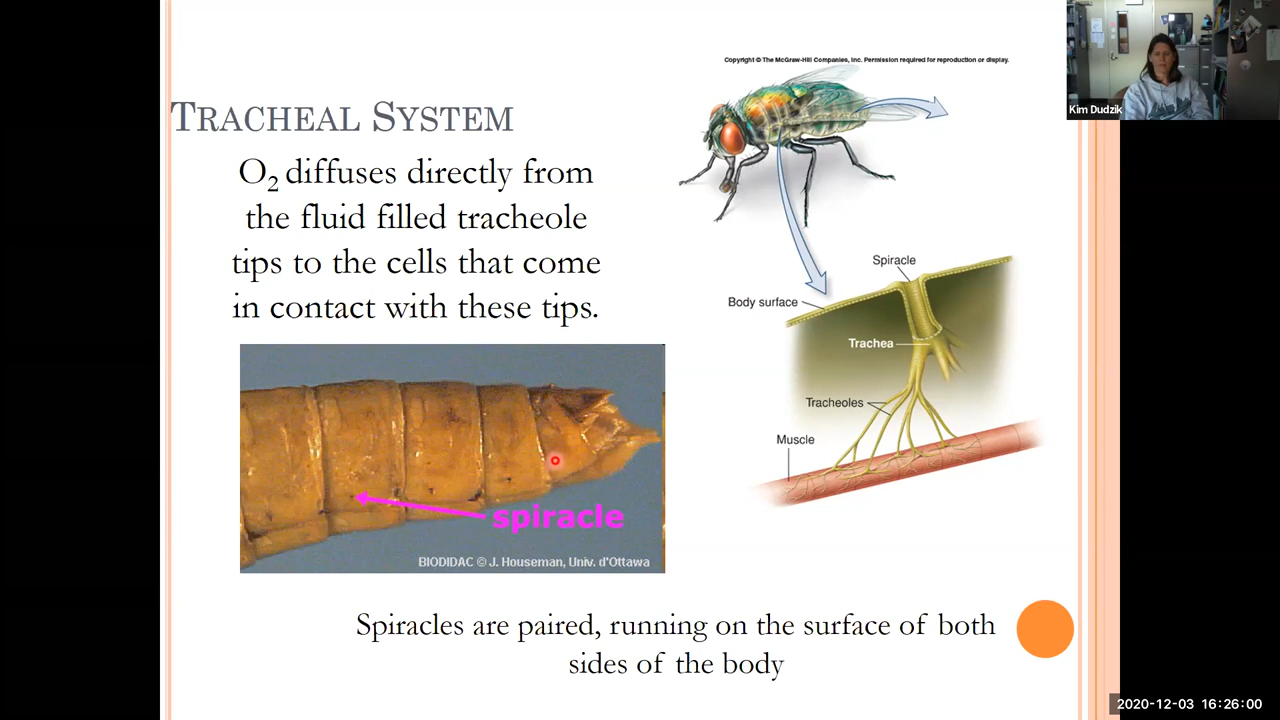 Copyright © The McGraw-Hill Companies, Inc. Permission required for reproduction or display.
Kim Dudzik
TRACHEAL SYSTEM
O₂ diffuses directly from
the fluid filled tracheole
tips to the cells that come
in contact with these tips.
Spiracle
Body surface
Trachea
Tracheoles
Muscle
spiracle
BIODIDAC © J. Houseman, Univ. d'Ottawa
Spiracles are paired, running on the surface of both
sides of the body
2020-12-03 16:26:00